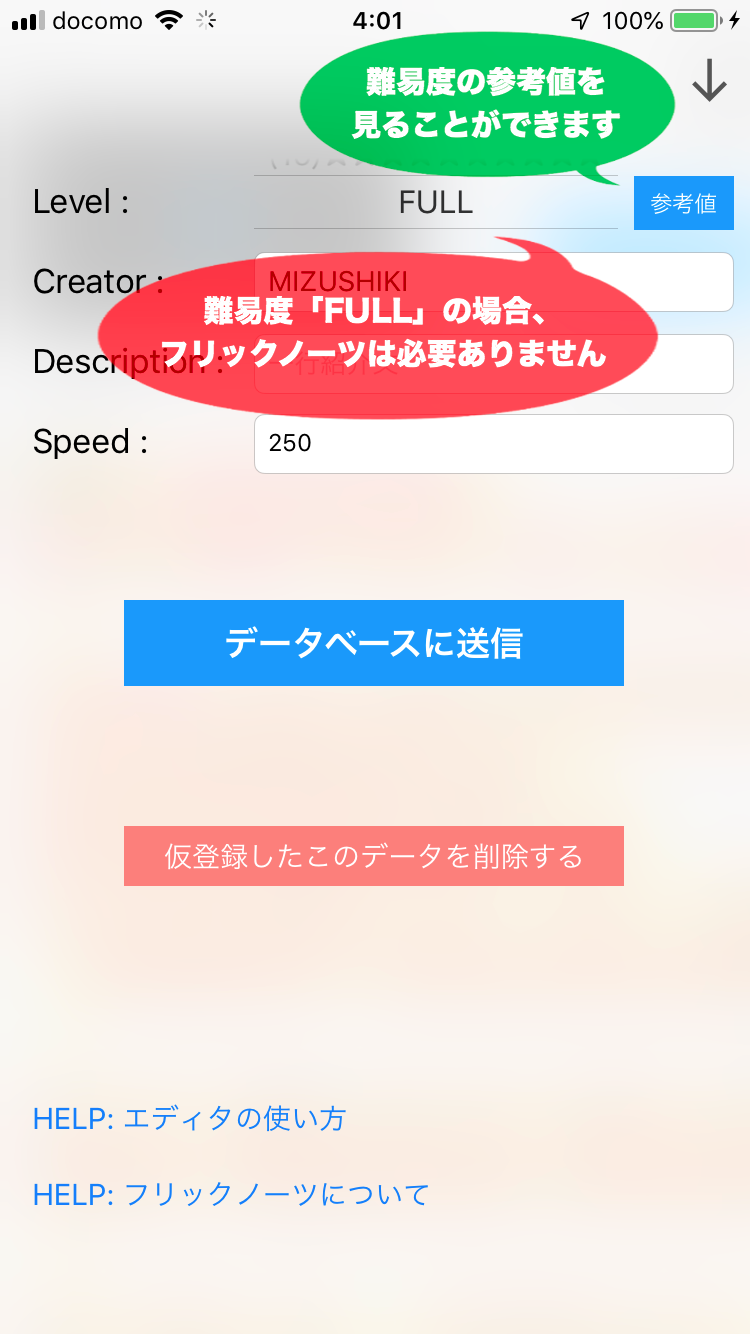 docomo 4:01 100%
難易度の参考値を
見ることができます
Level : FULL 参考値
Creator : MIZUSHIKI
難易度「FULL」の場合、
フリックノーツは必要ありません
Description : 一行紹介文
Speed : 250
データベースに送信
仮登録したこのデータを削除する
HELP: エディタの使い方
HELP: フリックノーツについて